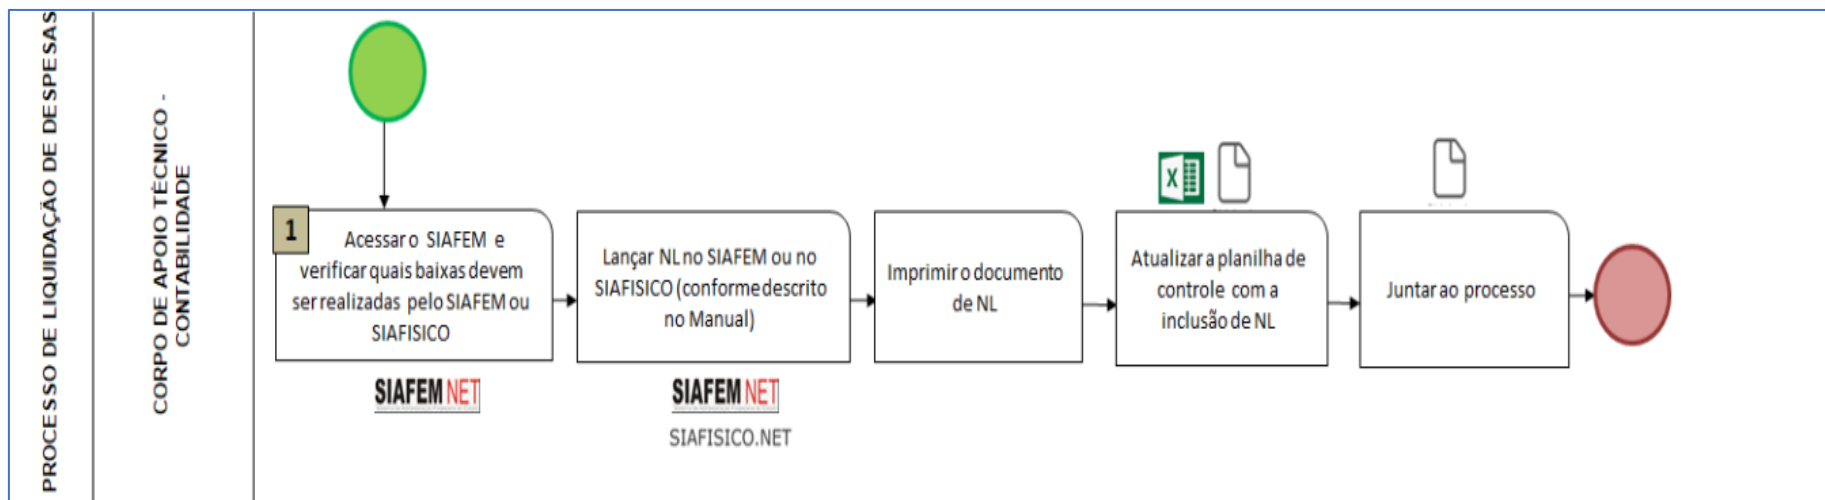 PROCESSO DE LIQUIDAÇÃO DE DESPESAS
CORPO DE APOIO TÉCNICO -
CONTABILIDADE
1
Acessar o SIAFEM e
verificar quais baixas devem
ser realizadas pelo SIAFEM ou
SIAFISICO
SIAFEM NET
Lançar NL no SIAFEM ou no
SIAFISICO (conforme descrito
no Manual)
SIAFEM NET
SIAFISICO.NET
Imprimir o documento
de NL
X
Atualizar a planilha de
controle com a
inclusão de NL
Juntar ao processo